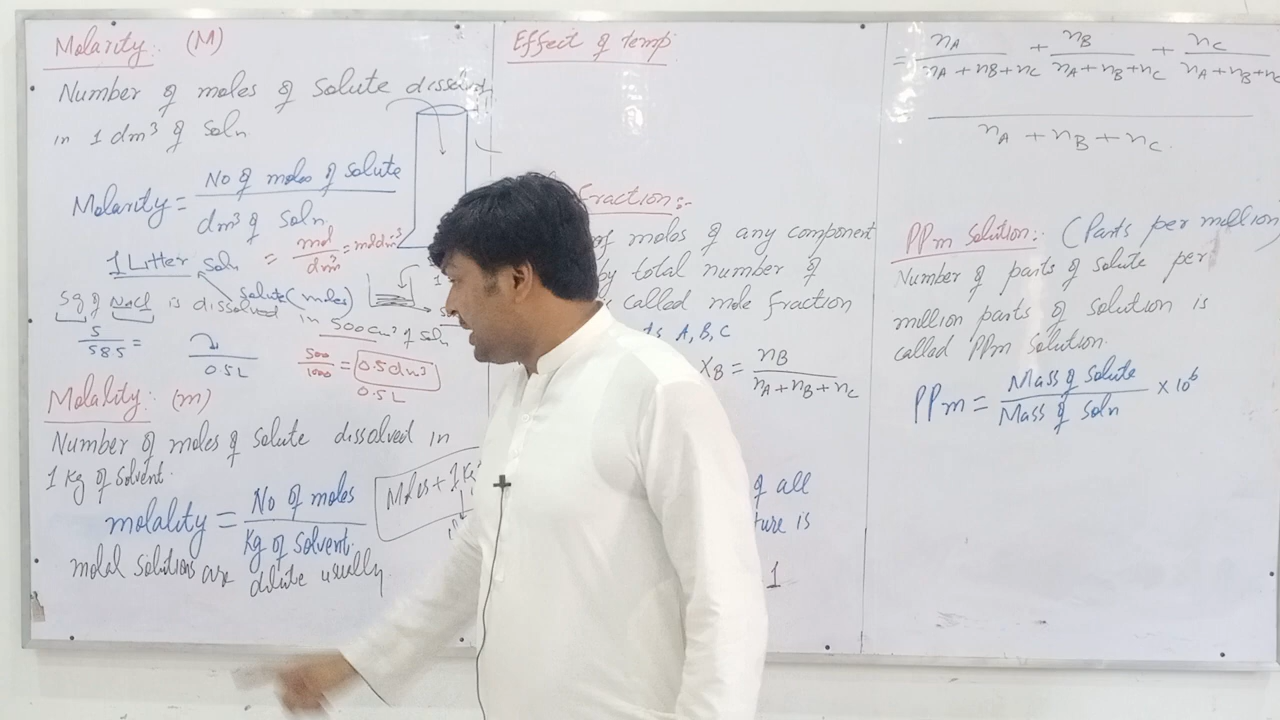 Molarity: (M)
Number of moles of Solute dissolved
in 1 dm³ of Soln.
Molarity = No of moles of Solute / dm³ of Soln.
= mol / dm³ = mol dm⁻³
1 Litter Soln
Solute (moles)
5g of NaCl is dissolved in 500cm³ of Soln
5 / 58.5 =
0.5L
500 / 1000 = 0.5 dm³
0.5 L
Molality: (m)
Number of moles of Solute dissolved in
1 Kg of Solvent.
molality = No of moles / Kg of Solvent.
Moles + 1 Kg
molal Solutions are dilute usually.
Effect of temp
Fraction:-
of moles of any component
by total number of
called mole fraction
A, B, C
X_B = n_B / n_A + n_B + n_C
of all
is
1
= n_A / n_A + n_B + n_C + n_B / n_A + n_B + n_C + n_C / n_A + n_B + n_C
n_A + n_B + n_C.
PPm Solution: (Parts per million
Number of parts of Solute per
million parts of Solution is
called PPm Solution.
PPm = Mass of Solute / Mass of Soln × 10⁶